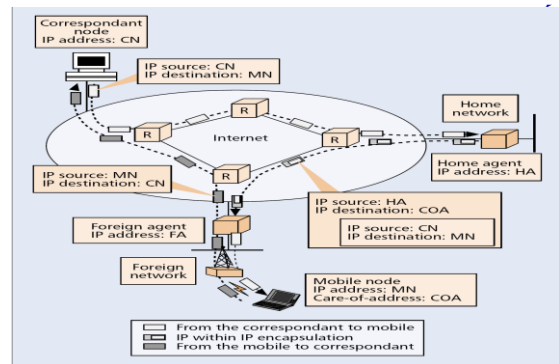 Correspondant
node
IP address: CN
IP source: CN
IP destination: MN
Home
network
R
R
R
Internet
R
Home agent
IP address: HA
IP source: MN
IP destination: CN
IP source: HA
IP destination: COA
IP source: CN
IP destination: MN
Foreign agent
IP address: FA
Foreign
network
Mobile node
IP address: MN
Care-of-address: COA
From the correspondant to mobile
IP within IP encapsulation
From the mobile to correspondant